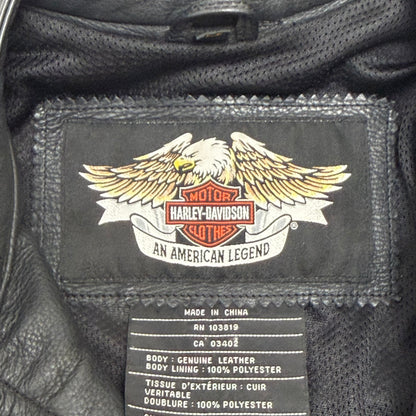 MOTOR
HARLEY-DAVIDSON
CLOTHES
®
AN AMERICAN LEGEND
MADE IN CHINA
RN 103819
CA 03402
BODY : GENUINE LEATHER
BODY LINING : 100% POLYESTER
TISSUE D'EXTÉRIEUR : CUIR
VERITABLE
DOUBLURE : 100% POLYESTER